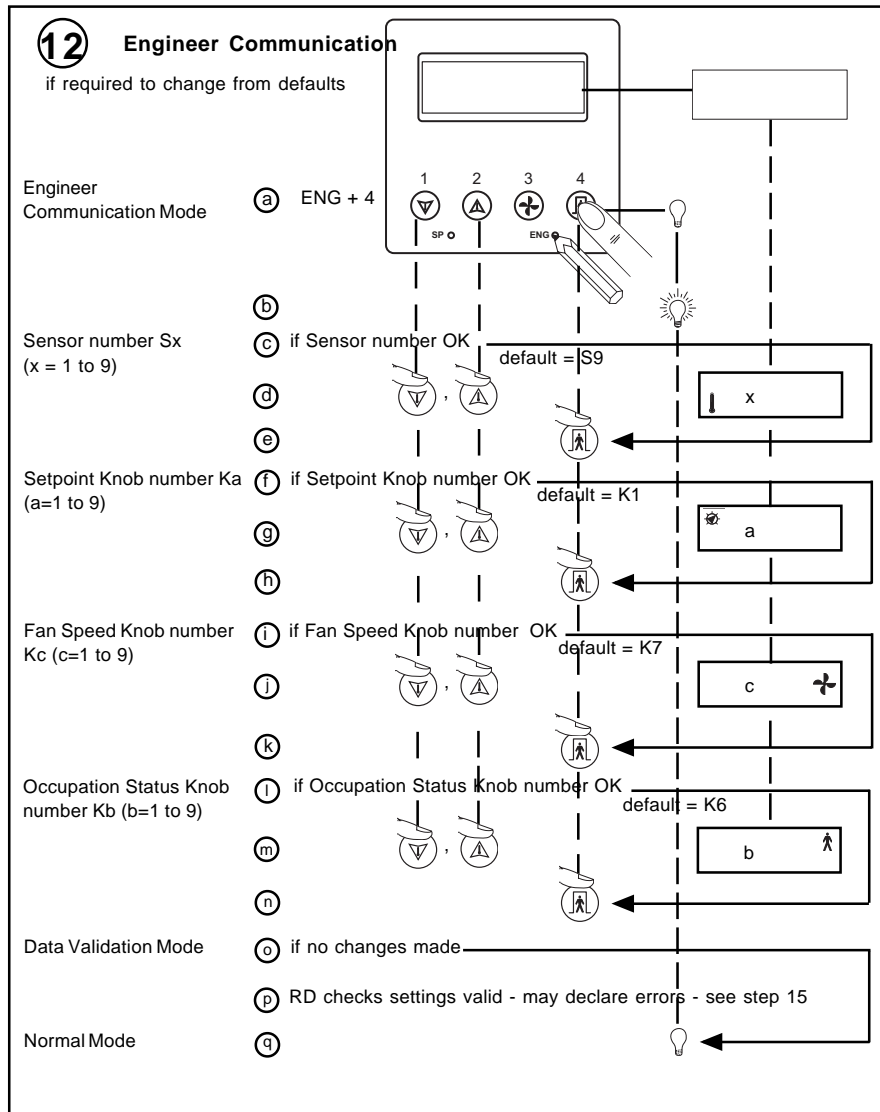 12 Engineer Communication
if required to change from defaults
1 2 3 4
Engineer
Communication Mode
a ENG + 4
SP ENG
b
Sensor number Sx
(x = 1 to 9)
c if Sensor number OK
default = S9
d , x
e
Setpoint Knob number Ka
(a=1 to 9)
f if Setpoint Knob number OK
default = K1
g , a
h
Fan Speed Knob number
Kc (c=1 to 9)
i if Fan Speed Knob number OK
default = K7
j , c
k
Occupation Status Knob
number Kb (b=1 to 9)
l if Occupation Status Knob number OK
default = K6
m , b
n
Data Validation Mode
o if no changes made
p RD checks settings valid - may declare errors - see step 15
Normal Mode
q